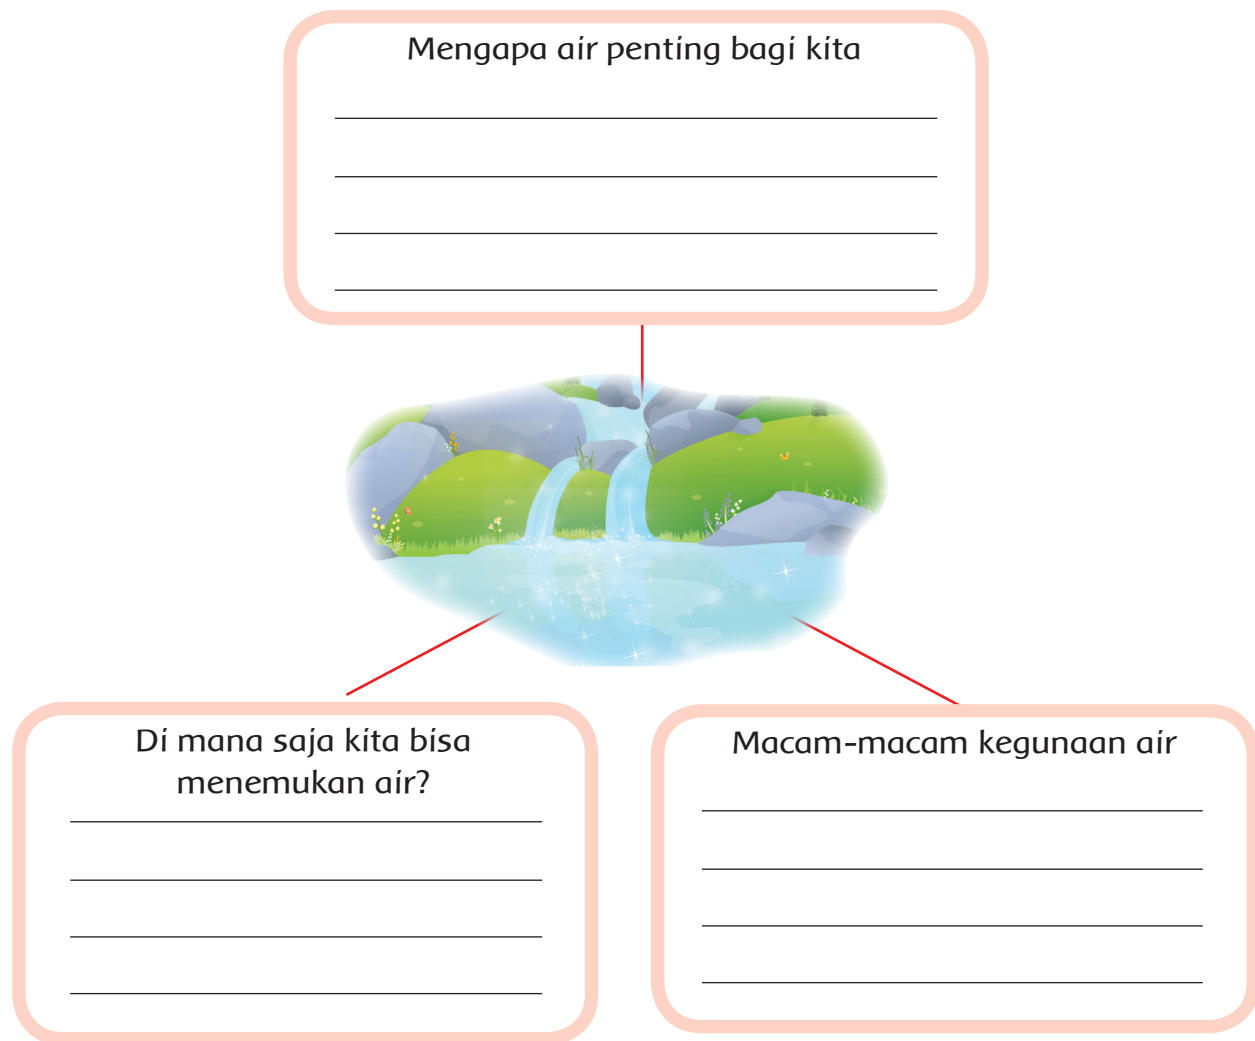 Mengapa air penting bagi kita
Di mana saja kita bisa
menemukan air?
Macam-macam kegunaan air